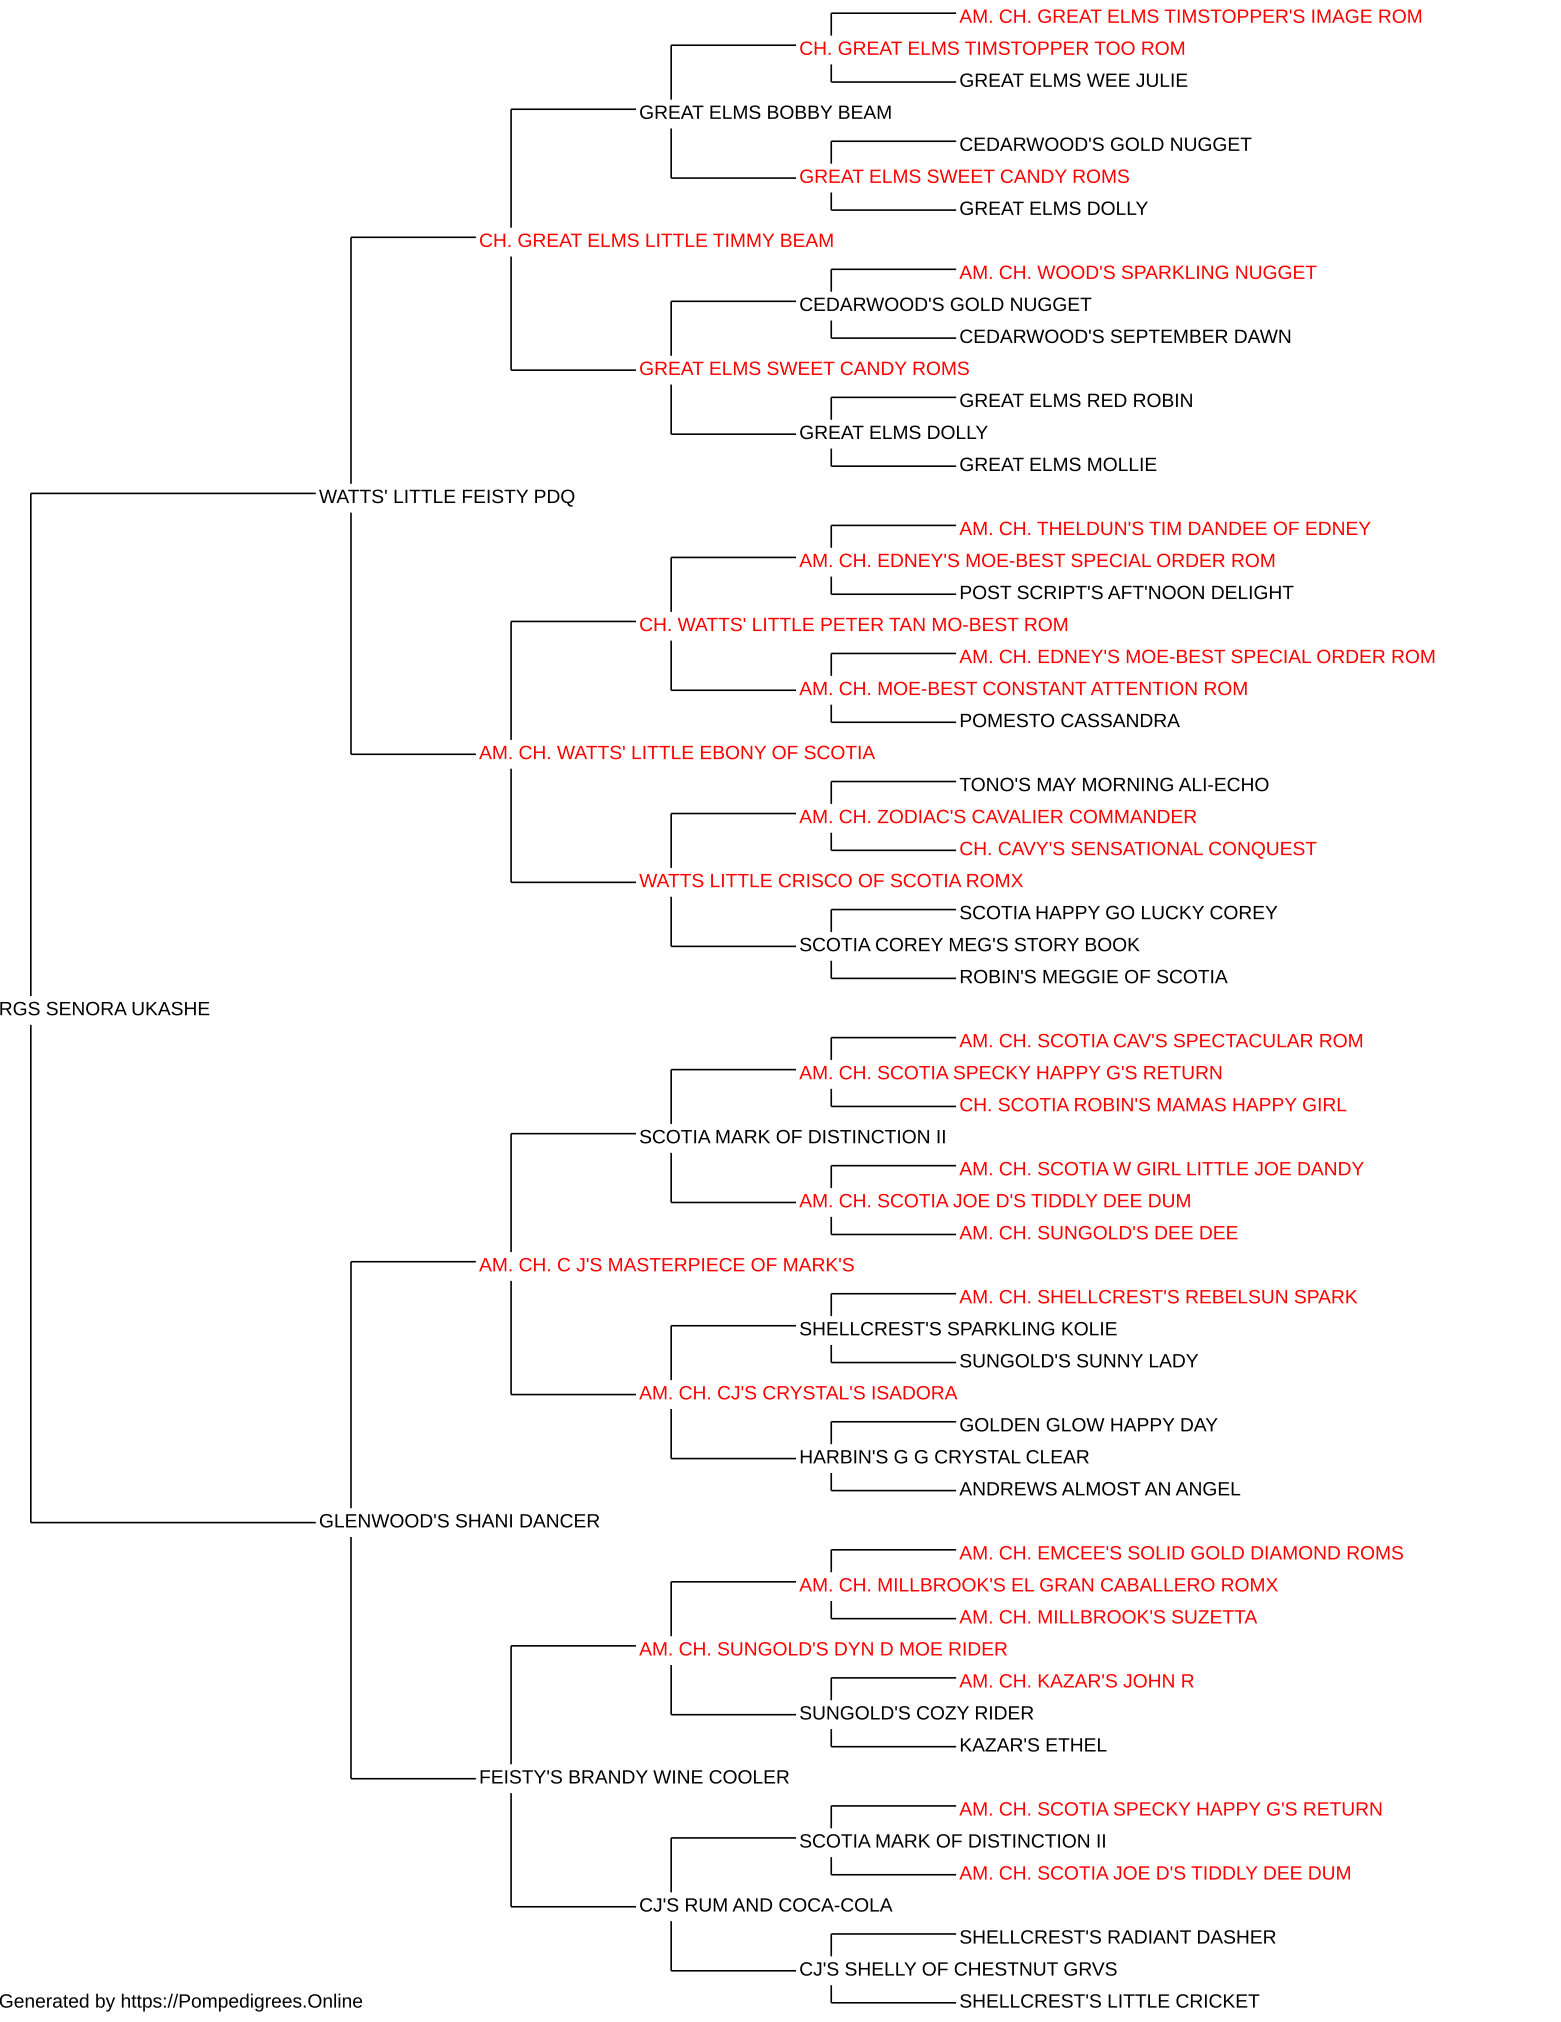 AM. CH. GREAT ELMS TIMSTOPPER'S IMAGE ROM
CH. GREAT ELMS TIMSTOPPER TOO ROM
GREAT ELMS WEE JULIE
GREAT ELMS BOBBY BEAM
CEDARWOOD'S GOLD NUGGET
GREAT ELMS SWEET CANDY ROMS
GREAT ELMS DOLLY
CH. GREAT ELMS LITTLE TIMMY BEAM
AM. CH. WOOD'S SPARKLING NUGGET
CEDARWOOD'S GOLD NUGGET
CEDARWOOD'S SEPTEMBER DAWN
GREAT ELMS SWEET CANDY ROMS
GREAT ELMS RED ROBIN
GREAT ELMS DOLLY
GREAT ELMS MOLLIE
WATTS' LITTLE FEISTY PDQ
AM. CH. THELDUN'S TIM DANDEE OF EDNEY
AM. CH. EDNEY'S MOE-BEST SPECIAL ORDER ROM
POST SCRIPT'S AFT'NOON DELIGHT
CH. WATTS' LITTLE PETER TAN MO-BEST ROM
AM. CH. EDNEY'S MOE-BEST SPECIAL ORDER ROM
AM. CH. MOE-BEST CONSTANT ATTENTION ROM
POMESTO CASSANDRA
AM. CH. WATTS' LITTLE EBONY OF SCOTIA
TONO'S MAY MORNING ALI-ECHO
AM. CH. ZODIAC'S CAVALIER COMMANDER
CH. CAVY'S SENSATIONAL CONQUEST
WATTS LITTLE CRISCO OF SCOTIA ROMX
SCOTIA HAPPY GO LUCKY COREY
SCOTIA COREY MEG'S STORY BOOK
ROBIN'S MEGGIE OF SCOTIA
RGS SENORA UKASHE
AM. CH. SCOTIA CAV'S SPECTACULAR ROM
AM. CH. SCOTIA SPECKY HAPPY G'S RETURN
CH. SCOTIA ROBIN'S MAMAS HAPPY GIRL
SCOTIA MARK OF DISTINCTION II
AM. CH. SCOTIA W GIRL LITTLE JOE DANDY
AM. CH. SCOTIA JOE D'S TIDDLY DEE DUM
AM. CH. SUNGOLD'S DEE DEE
AM. CH. C J'S MASTERPIECE OF MARK'S
AM. CH. SHELLCREST'S REBELSUN SPARK
SHELLCREST'S SPARKLING KOLIE
SUNGOLD'S SUNNY LADY
AM. CH. CJ'S CRYSTAL'S ISADORA
GOLDEN GLOW HAPPY DAY
HARBIN'S G G CRYSTAL CLEAR
ANDREWS ALMOST AN ANGEL
GLENWOOD'S SHANI DANCER
AM. CH. EMCEE'S SOLID GOLD DIAMOND ROMS
AM. CH. MILLBROOK'S EL GRAN CABALLERO ROMX
AM. CH. MILLBROOK'S SUZETTA
AM. CH. SUNGOLD'S DYN D MOE RIDER
AM. CH. KAZAR'S JOHN R
SUNGOLD'S COZY RIDER
KAZAR'S ETHEL
FEISTY'S BRANDY WINE COOLER
AM. CH. SCOTIA SPECKY HAPPY G'S RETURN
SCOTIA MARK OF DISTINCTION II
AM. CH. SCOTIA JOE D'S TIDDLY DEE DUM
CJ'S RUM AND COCA-COLA
SHELLCREST'S RADIANT DASHER
CJ'S SHELLY OF CHESTNUT GRVS
SHELLCREST'S LITTLE CRICKET
Generated by https://Pompedigrees.Online